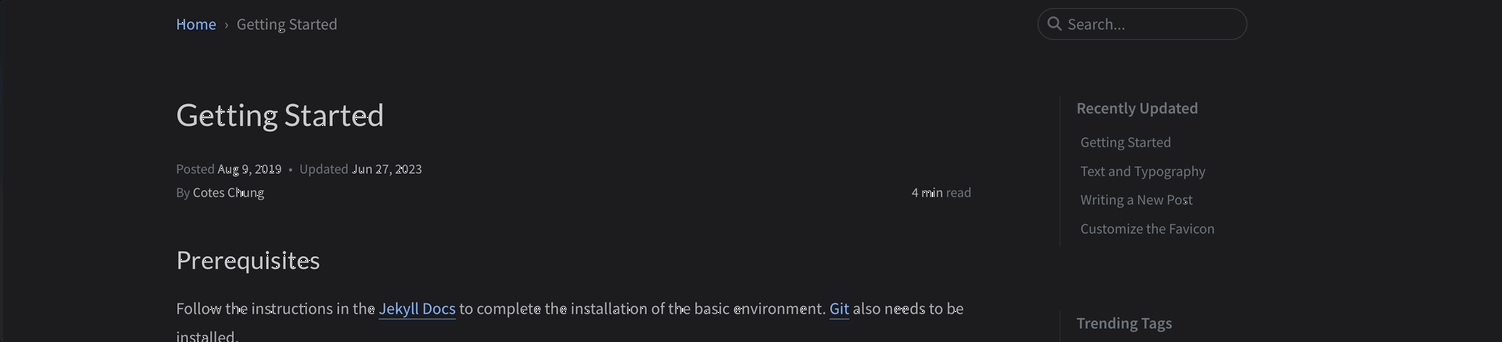 Home › Getting Started
Search...
Getting Started
Posted Aug 9, 2019 • Updated Jun 27, 2023
By Cotes Chung
4 min read
Prerequisites
Follow the instructions in the Jekyll Docs to complete the installation of the basic environment. Git also needs to be
installed.
Recently Updated
Getting Started
Text and Typography
Writing a New Post
Customize the Favicon
Trending Tags